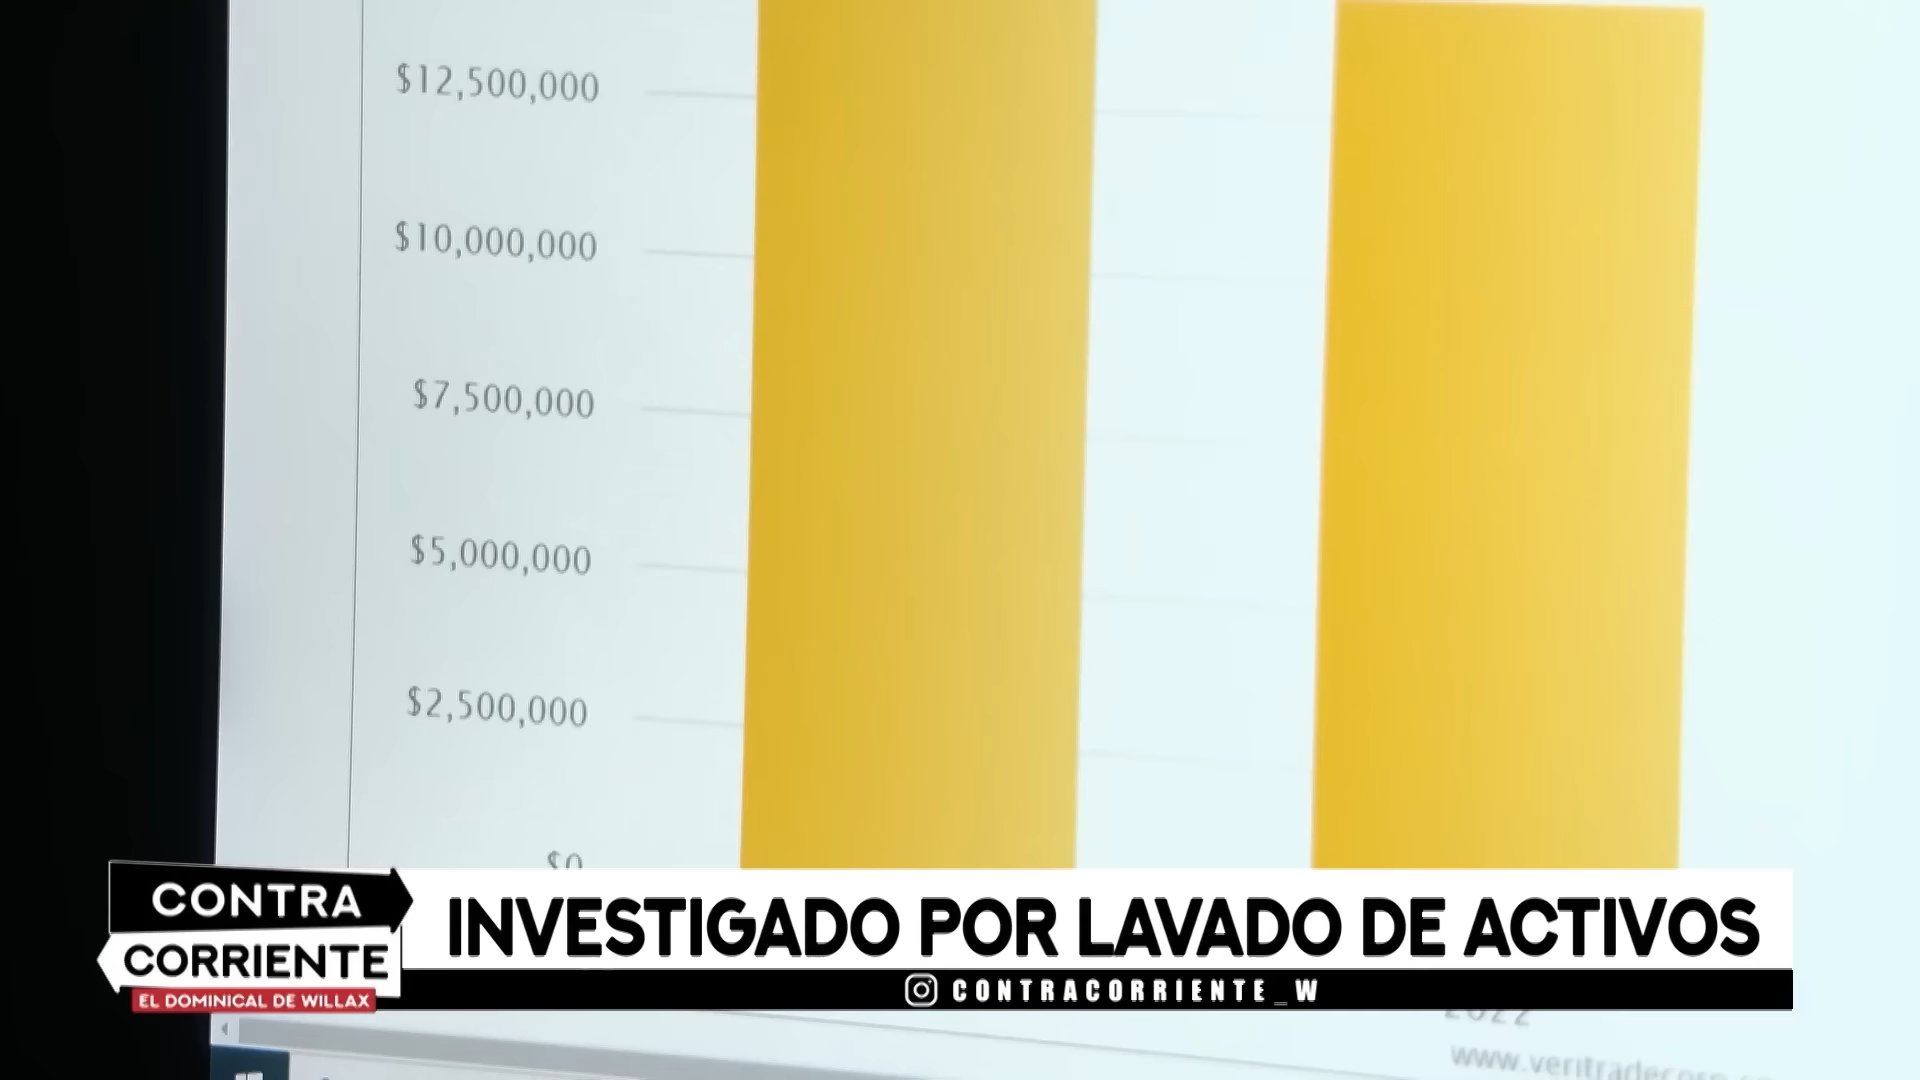 $12,500,000
$10,000,000
$7,500,000
$5,000,000
$2,500,000
$0
CONTRA
CORRIENTE
EL DOMINICAL DE WILLAX
INVESTIGADO POR LAVADO DE ACTIVOS
CONTRACORRIENTE_W
2022